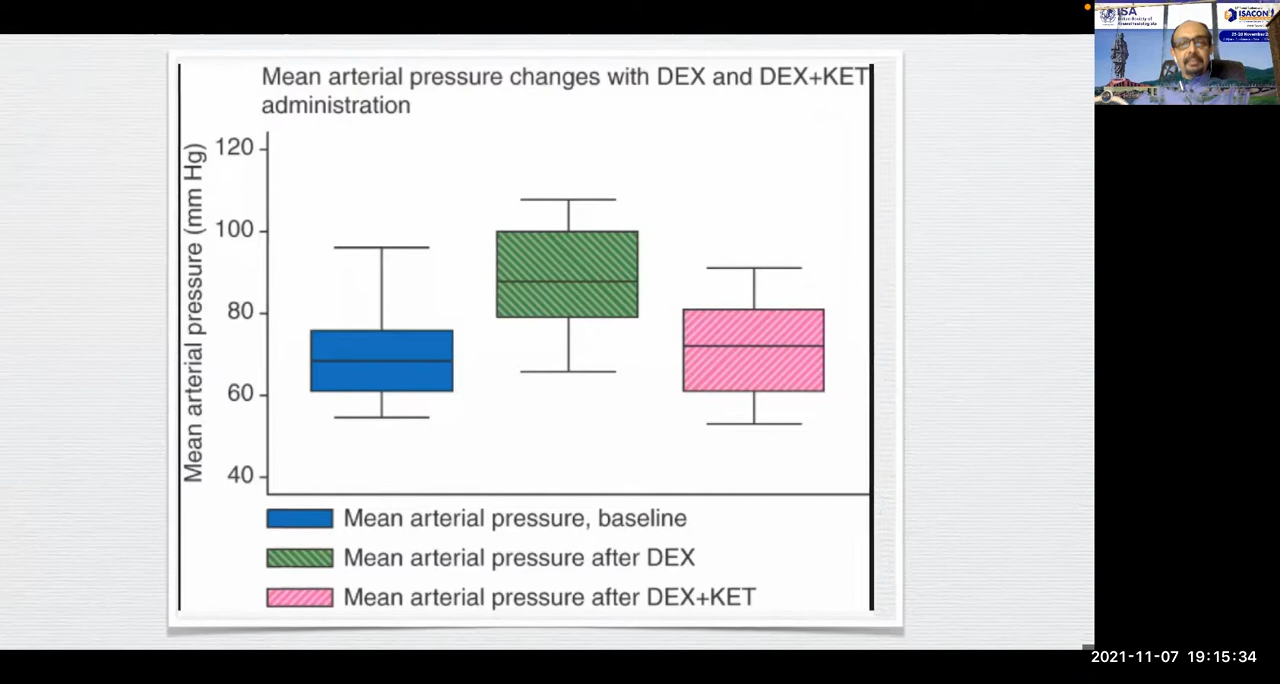 Mean arterial pressure changes with DEX and DEX+KET
administration
Mean arterial pressure (mm Hg)
120
100
80
60
40
Mean arterial pressure, baseline
Mean arterial pressure after DEX
Mean arterial pressure after DEX+KET
ISA
ISACON
2021-11-07 19:15:34